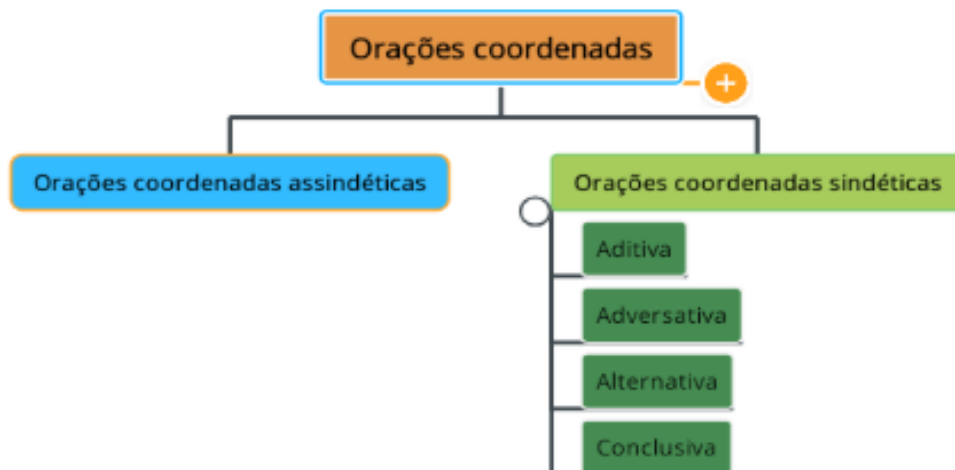 Orações coordenadas
+
Orações coordenadas assindéticas
Orações coordenadas sindéticas
Aditiva
Adversativa
Alternativa
Conclusiva